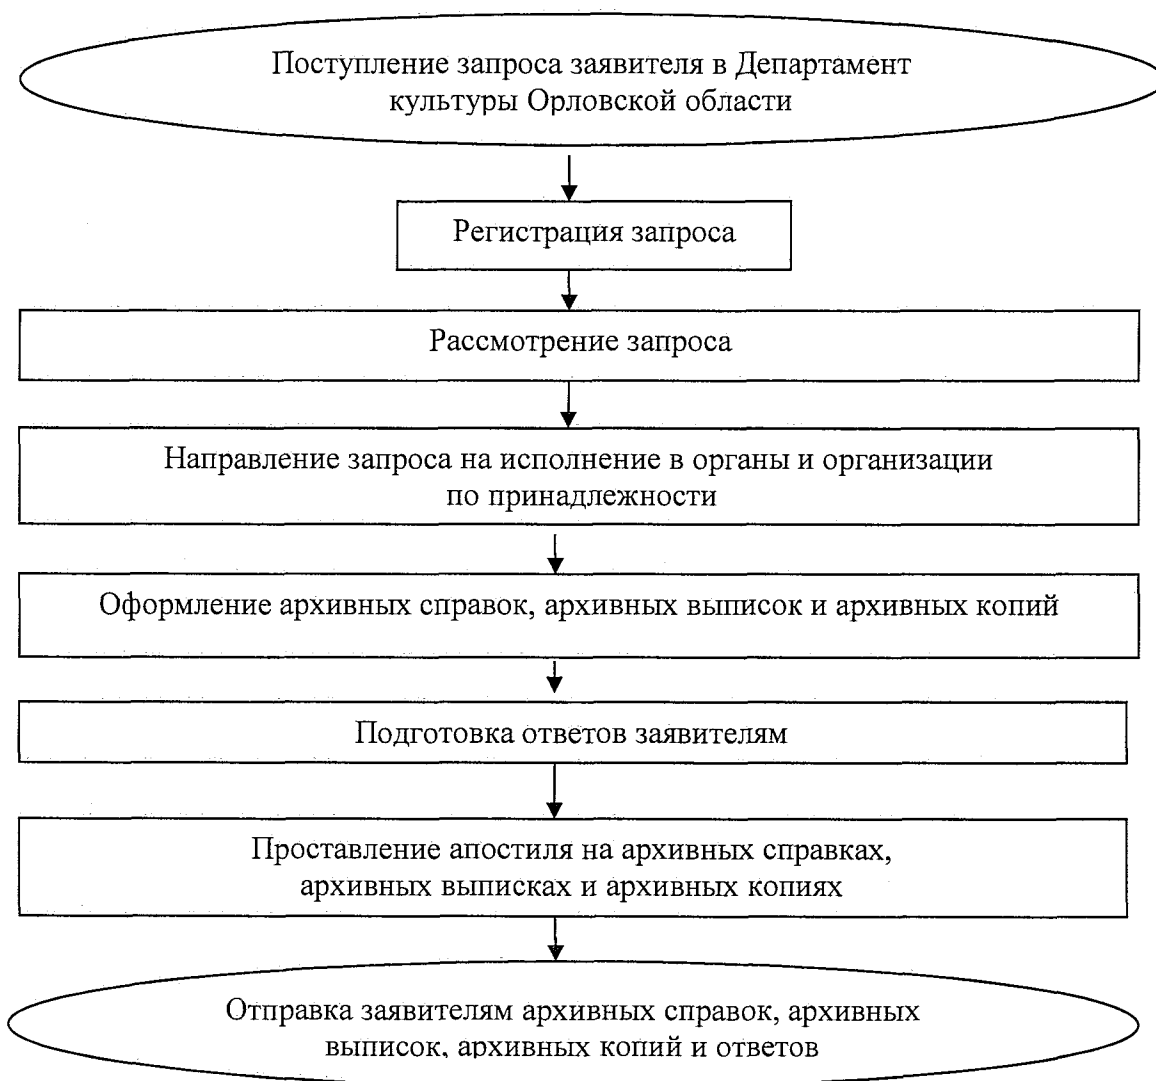 Поступление запроса заявителя в Департамент
культуры Орловской области
Регистрация запроса
Рассмотрение запроса
Направление запроса на исполнение в органы и организации
по принадлежности
Оформление архивных справок, архивных выписок и архивных копий
Подготовка ответов заявителям
Проставление апостиля на архивных справках,
архивных выписках и архивных копиях
Отправка заявителям архивных справок, архивных
выписок, архивных копий и ответов